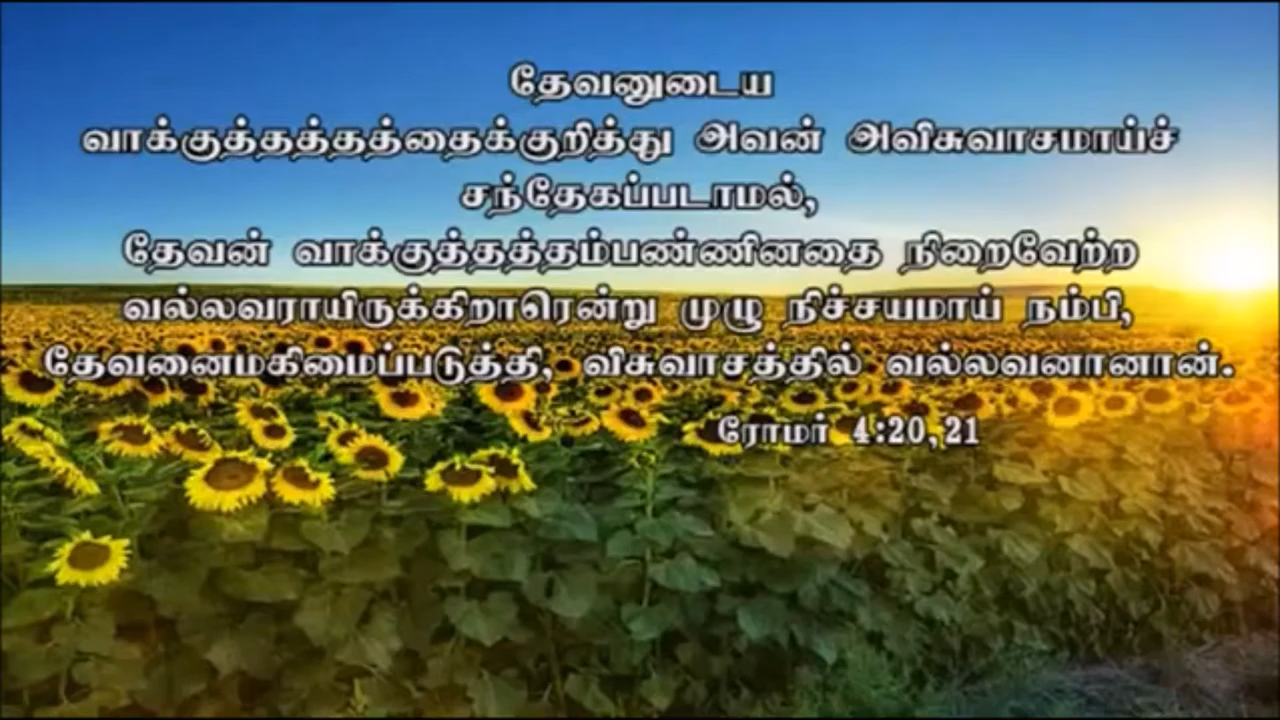 தேவனுடைய
வாக்குத்தத்தத்தைக்குறித்து அவன் அவிசுவாசமாய்ச்
சந்தேகப்படாமல்,
தேவன் வாக்குத்தத்தம்பண்ணினதை நிறைவேற்ற
வல்லவராயிருக்கிறாரென்று முழு நிச்சயமாய் நம்பி,
தேவனைமகிமைப்படுத்தி, விசுவாசத்தில் வல்லவனானான்.
ரோமர் 4:20,21